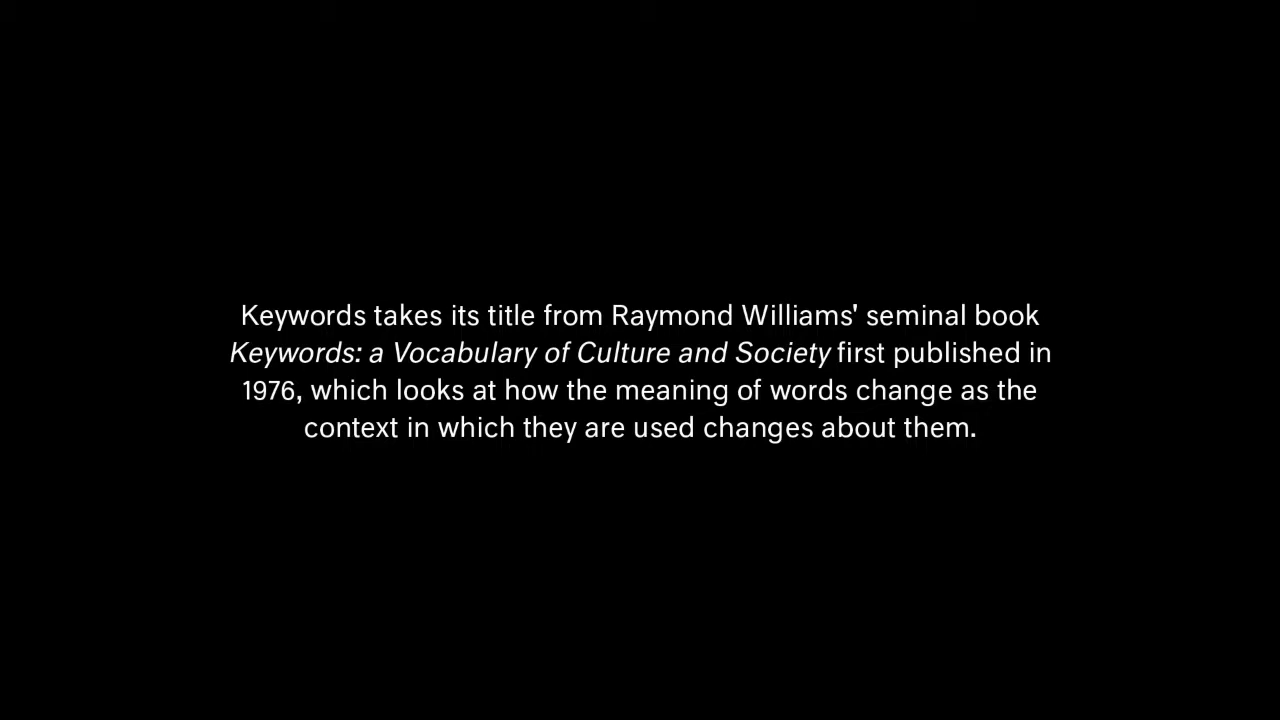 Keywords takes its title from Raymond Williams' seminal book
Keywords: a Vocabulary of Culture and Society first published in
1976, which looks at how the meaning of words change as the
context in which they are used changes about them.